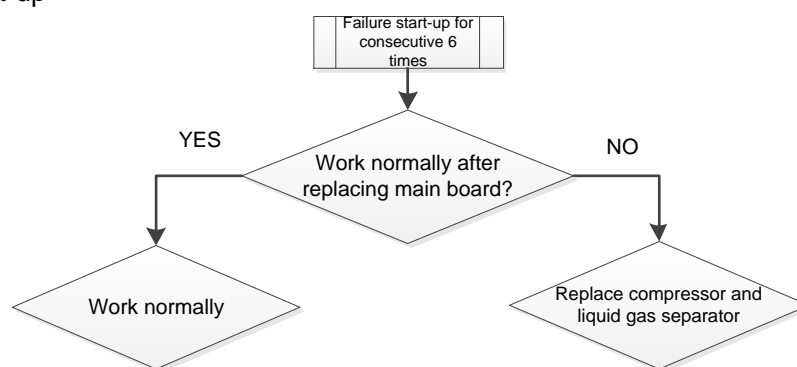 Failure start-up for
consecutive 6
times
YES
NO
Work normally after
replacing main board?
Work normally
Replace compressor and
liquid gas separator